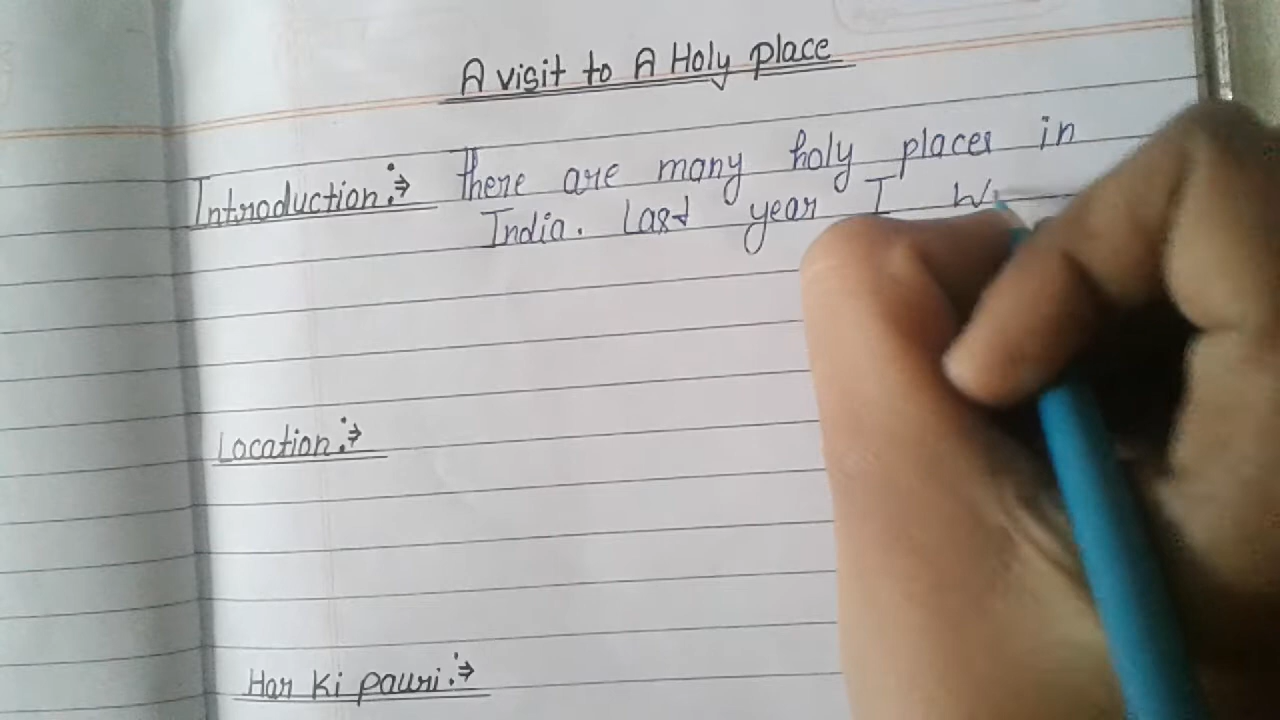 A visit to A Holy place
Introduction :⇒ There are many holy places in
India. Last year I W
Location :⇒
Har Ki pauri :⇒